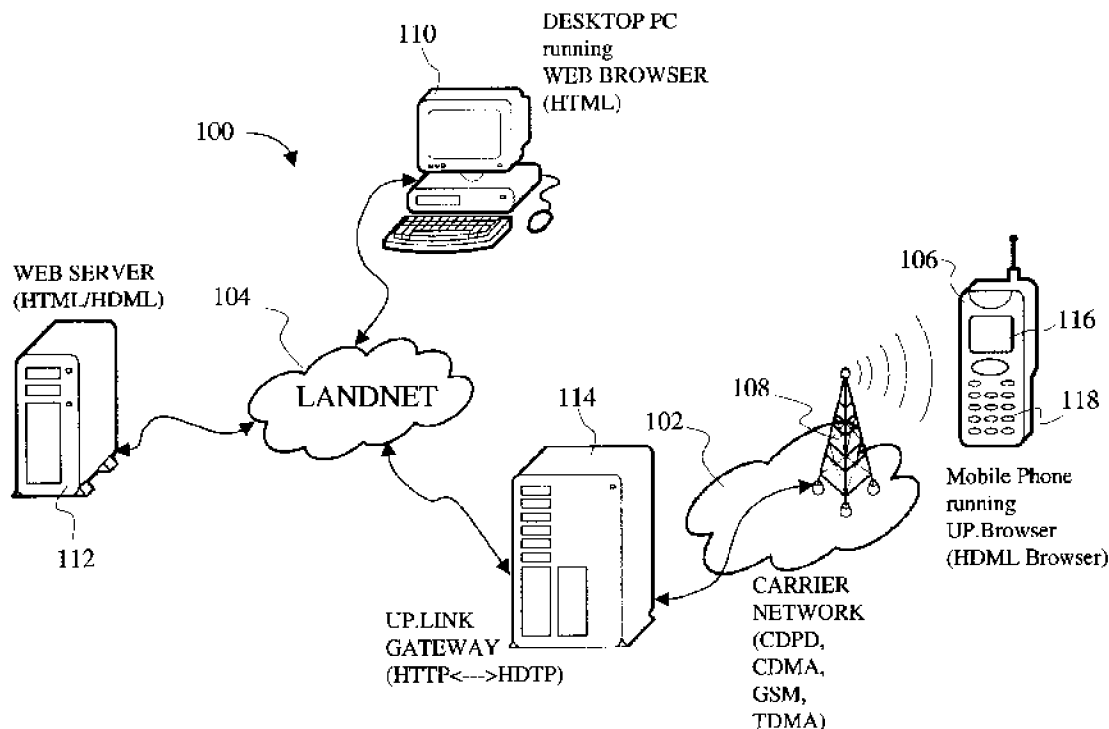 110
DESKTOP PC
running
WEB BROWSER
(HTML)
100
WEB SERVER
(HTML/HDML)
104
LANDNET
106
116
118
114
108
102
112
Mobile Phone
running
UP.Browser
(HDML Browser)
UP.LINK
GATEWAY
(HTTP<--->HDTP)
CARRIER
NETWORK
(CDPD,
CDMA,
GSM,
TDMA)